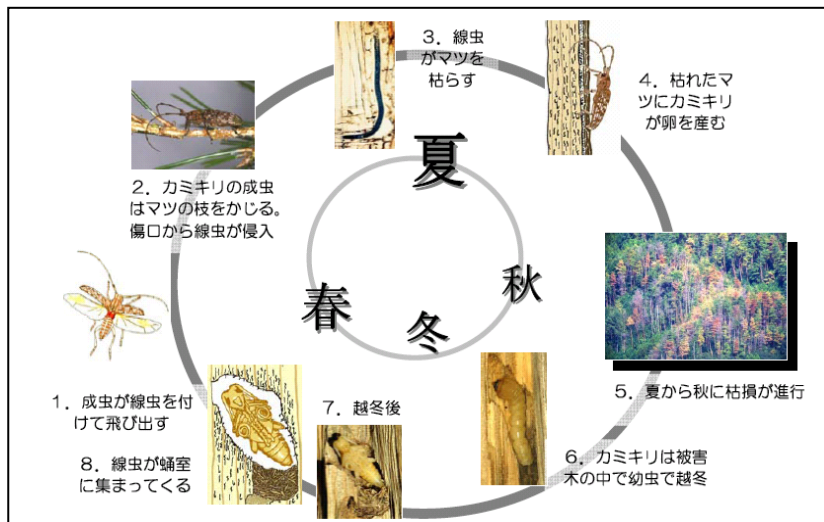 3．線虫
がマツを
枯らす
4．枯れたマ
ツにカミキリ
が卵を産む
夏
2．カミキリの成虫
はマツの枝をかじる。
傷口から線虫が侵入
秋
春
冬
1．成虫が線虫を付
けて飛び出す
7．越冬後
5．夏から秋に枯損が進行
8．線虫が蛹室
に集まってくる
6．カミキリは被害
木の中で幼虫で越冬